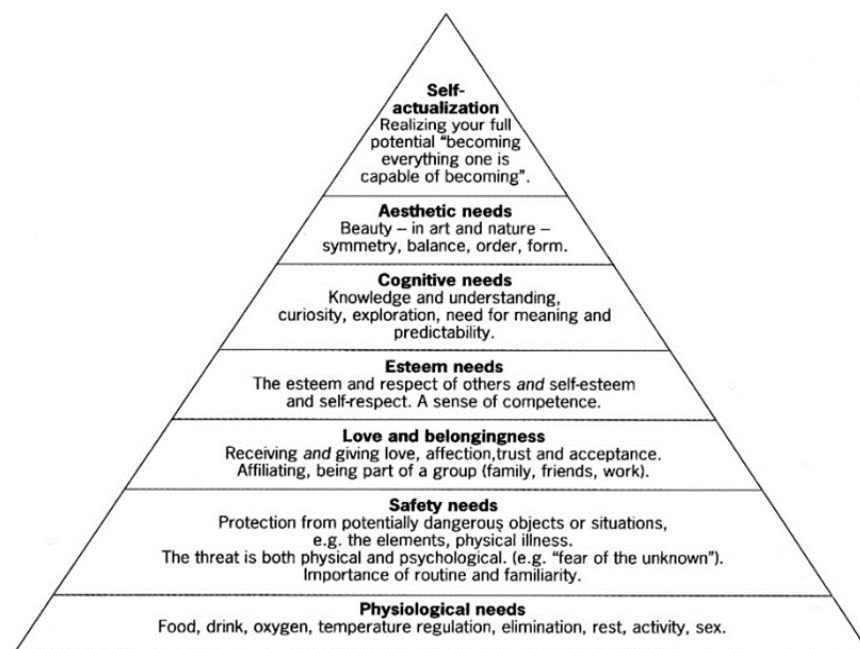 Self-
actualization
Realizing your full
potential “becoming
everything one is
capable of becoming”.
Aesthetic needs
Beauty – in art and nature –
symmetry, balance, order, form.
Cognitive needs
Knowledge and understanding,
curiosity, exploration, need for meaning and
predictability.
Esteem needs
The esteem and respect of others and self-esteem
and self-respect. A sense of competence.
Love and belongingness
Receiving and giving love, affection,trust and acceptance.
Affiliating, being part of a group (family, friends, work).
Safety needs
Protection from potentially dangerous objects or situations,
e.g. the elements, physical illness.
The threat is both physical and psychological. (e.g. “fear of the unknown”).
Importance of routine and familiarity.
Physiological needs
Food, drink, oxygen, temperature regulation, elimination, rest, activity, sex.